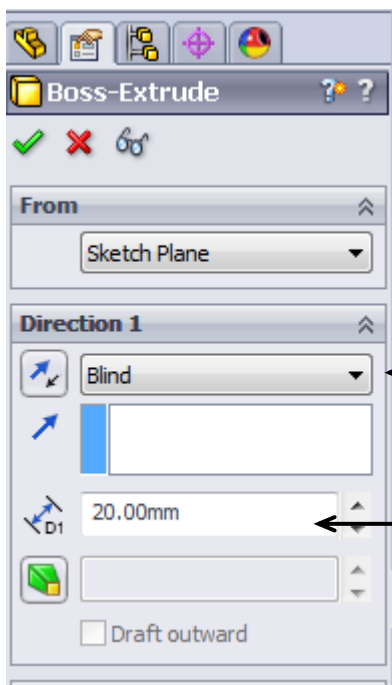 Boss-Extrude ? ?
From
Sketch Plane
Direction 1
Blind
D1 20.00mm
Draft outward